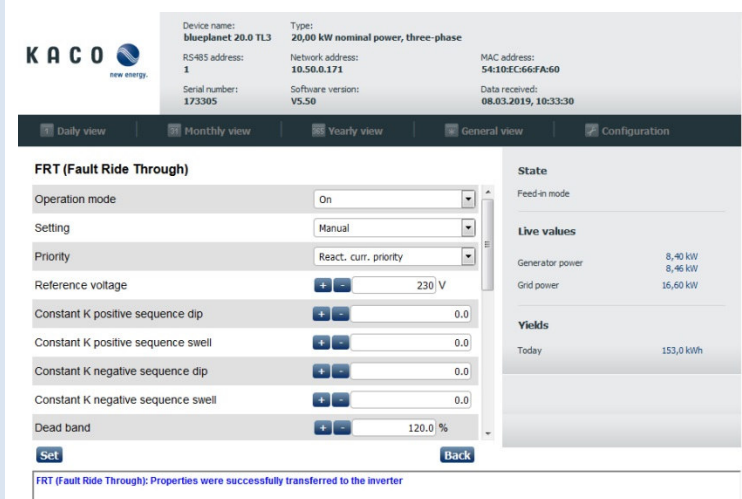 KACO
new energy.
Device name:
blueplanet 20.0 TL3
Type:
20,00 kW nominal power, three-phase
RS485 address:
1
Network address:
10.50.0.171
MAC address:
54:10:EC:66:FA:60
Serial number:
173305
Software version:
V5.50
Data received:
08.03.2019, 10:33:30
1 Daily view
31 Monthly view
365 Yearly view
General view
Configuration
FRT (Fault Ride Through)
Operation mode On
Setting Manual
Priority React. curr. priority
Reference voltage + - 230 V
Constant K positive sequence dip + - 0.0
Constant K positive sequence swell + - 0.0
Constant K negative sequence dip + - 0.0
Constant K negative sequence swell + - 0.0
Dead band + - 120.0 %
Set
Back
State
Feed-in mode
Live values
Generator power 8,40 kW
8,46 kW
Grid power 16,60 kW
Yields
Today 153,0 kWh
FRT (Fault Ride Through): Properties were successfully transferred to the inverter